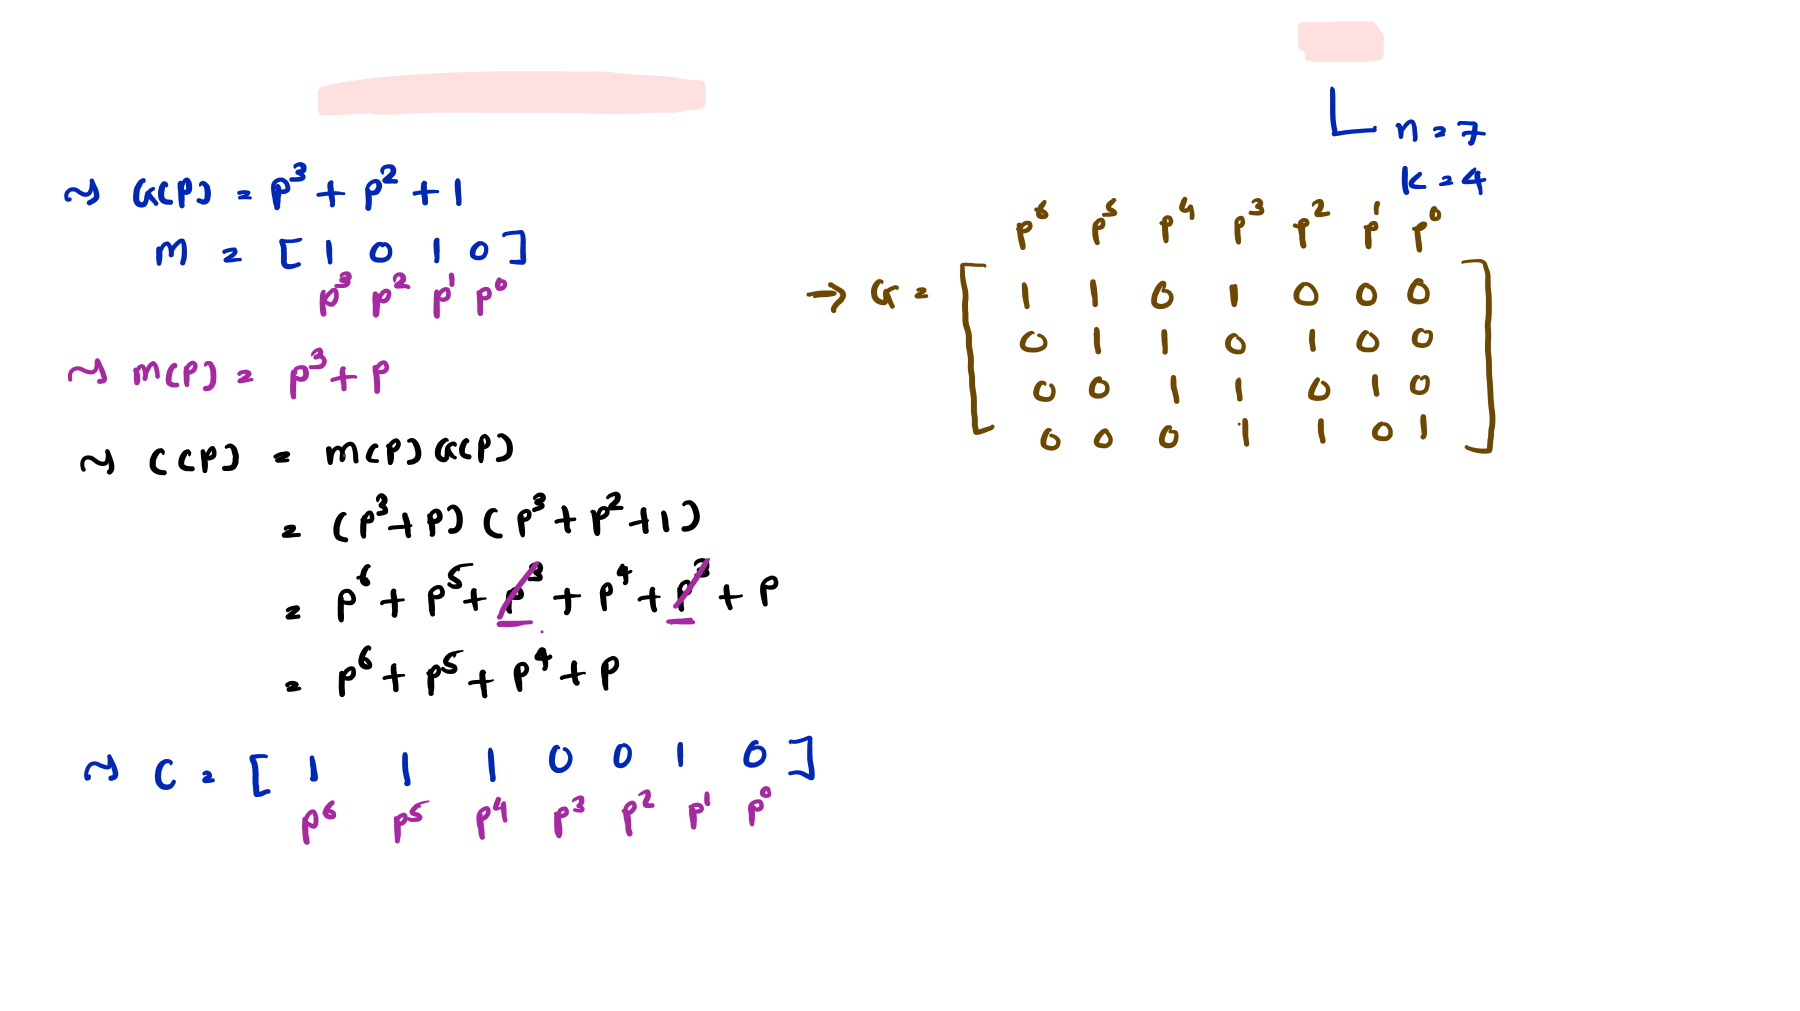 ~> G(P) = P³ + P² + 1
m = [ 1 0 1 0 ]
P³ P² P¹ P⁰
~> m(P) = P³ + P
~> C(P) = m(P) G(P)
= (P³ + P) (P³ + P² + 1)
= P⁶ + P⁵ + P³ + P⁴ + P³ + P
= P⁶ + P⁵ + P⁴ + P
~> C = [ 1 1 1 0 0 1 0 ]
P⁶ P⁵ P⁴ P³ P² P¹ P⁰
n = 7
k = 4
P⁶ P⁵ P⁴ P³ P² P¹ P⁰
→ G = [ 1 1 0 1 0 0 0
0 1 1 0 1 0 0
0 0 1 1 0 1 0
0 0 0 1 1 0 1 ]